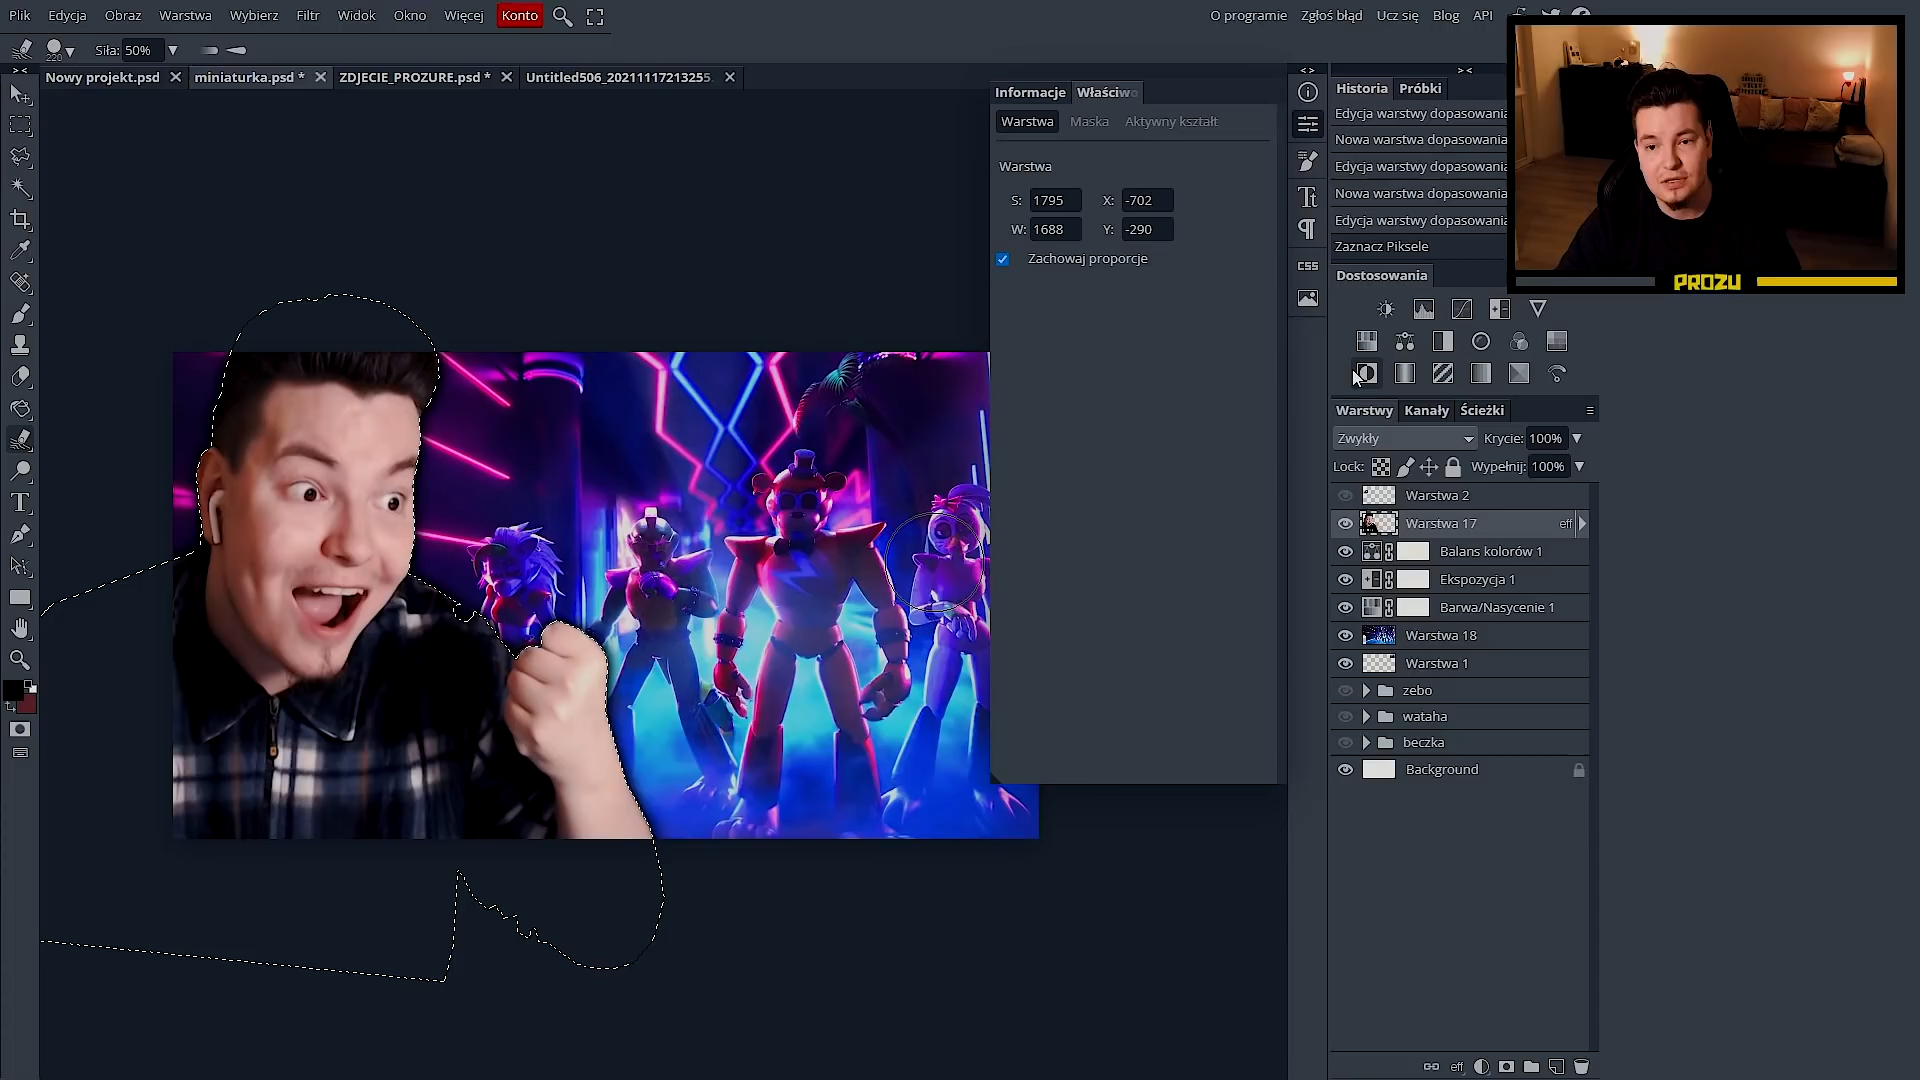 Plik Edycja Obraz Warstwa Wybierz Filtr Widok Okno Więcej Konto
O programie Zgłoś błąd Ucz się Blog API
220 Siła: 50%
Nowy projekt.psd miniaturka.psd * ZDJECIE_PROZURE.psd * Untitled506_20211117213255
Informacje Właściwo
Warstwa Maska Aktywny kształt
Warstwa
S: 1795 X: -702
W: 1688 Y: -290
Zachowaj proporcje
CSS
Historia Próbki
Edycja warstwy dopasowania
Nowa warstwa dopasowania
Edycja warstwy dopasowania
Nowa warstwa dopasowania
Edycja warstwy dopasowania
Zaznacz Piksele
PROZU
Dostosowania
Warstwy Kanały Ścieżki
Zwykły Krycie: 100%
Lock: Wypełnij: 100%
Warstwa 2
Warstwa 17 eff
Balans kolorów 1
Ekspozycja 1
Barwa/Nasycenie 1
Warstwa 18
Warstwa 1
zebo
wataha
beczka
Background
eff